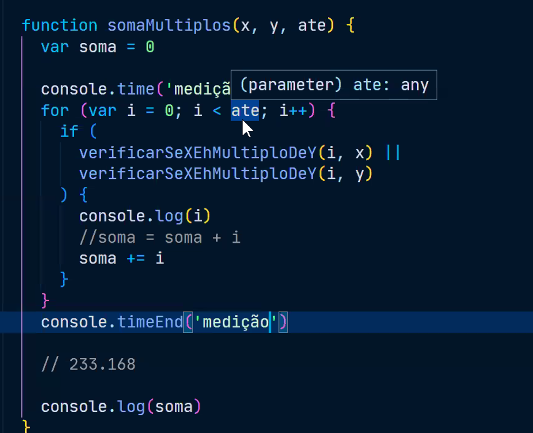 function somaMultiplos(x, y, ate) {
var soma = 0
console.time('mediçã
(parameter) ate: any
for (var i = 0; i < ate; i++) {
if (
verificarSeXEhMultiploDeY(i, x) ||
verificarSeXEhMultiploDeY(i, y)
) {
console.log(i)
//soma = soma + i
soma += i
}
}
console.timeEnd('medição')
// 233.168
console.log(soma)
}